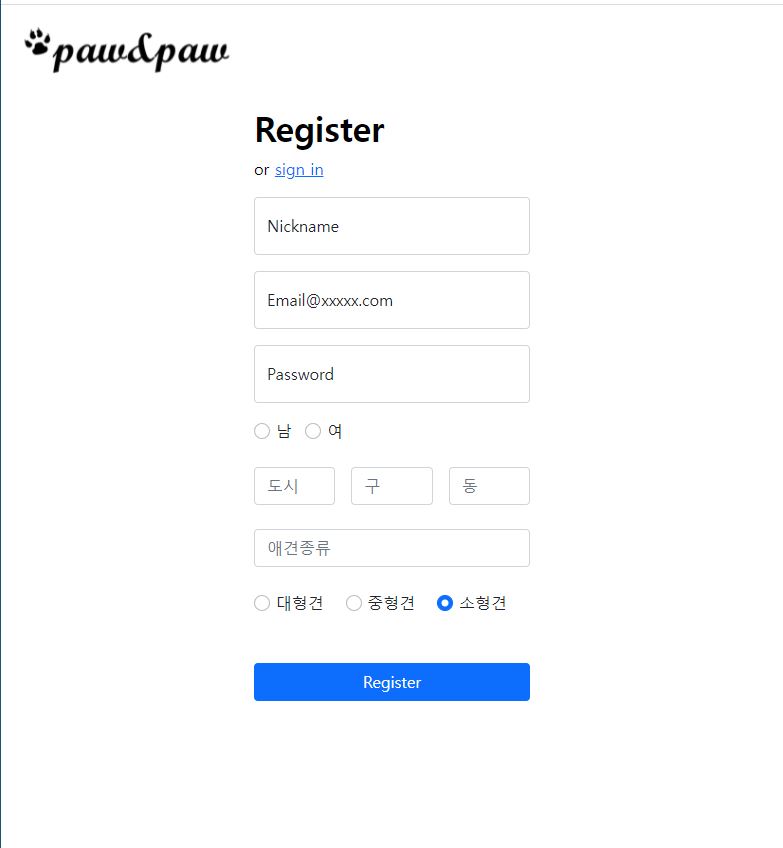 paw&paw
Register
or sign in
Nickname
Email@xxxxx.com
Password
남 여
도시 구 동
애견종류
대형견 중형견 소형견
Register